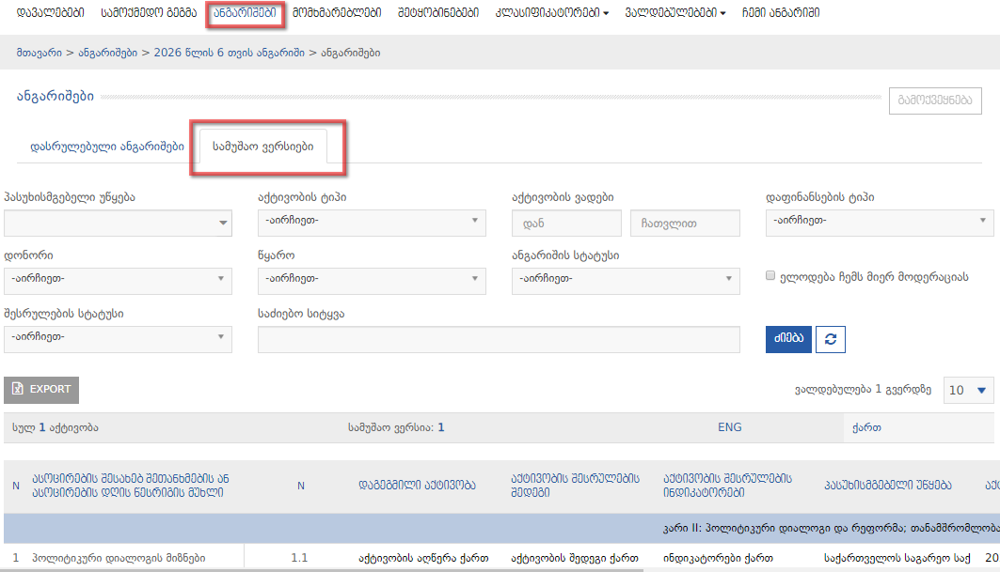 დავალებები სამოქმედო გეგმა ანგარიშები მომხმარებლები შეტყობინებები კლასიფიკატორები ვალდებულებები ჩემი ანგარიში
მთავარი > ანგარიშები > 2026 წლის 6 თვის ანგარიში > ანგარიშები
ანგარიშები გამოქვეყნება
დასრულებული ანგარიშები სამუშაო ვერსიები
პასუხისმგებელი უწყება აქტივობის ტიპი აქტივობის ვადები დაფინანსების ტიპი
-აირჩიეთ- დან ჩათვლით -აირჩიეთ-
დონორი წყარო ანგარიშის სტატუსი
-აირჩიეთ- -აირჩიეთ- -აირჩიეთ- ელოდება ჩემს მიერ მოდერაციას
შესრულების სტატუსი საძიებო სიტყვა
-აირჩიეთ- ძიება
EXPORT ვალდებულება 1 გვერდზე 10
სულ 1 აქტივობა სამუშაო ვერსია: 1 ENG ქართ
N ასოცირების შესახებ შეთანხმების ან ასოცირების დღის წესრიგის მუხლი N დაგეგმილი აქტივობა აქტივობის შესრულების შედეგი აქტივობის შესრულების ინდიკატორები პასუხისმგებელი უწყება
კარი II: პოლიტიკური დიალოგი და რეფორმა; თანამშრომლობა
1 პოლიტიკური დიალოგის მიზნები 1.1 აქტივობის აღწერა ქართ აქტივობის შედეგი ქართ ინდიკატორები ქართ საქართველოს საგარეო საქ 20